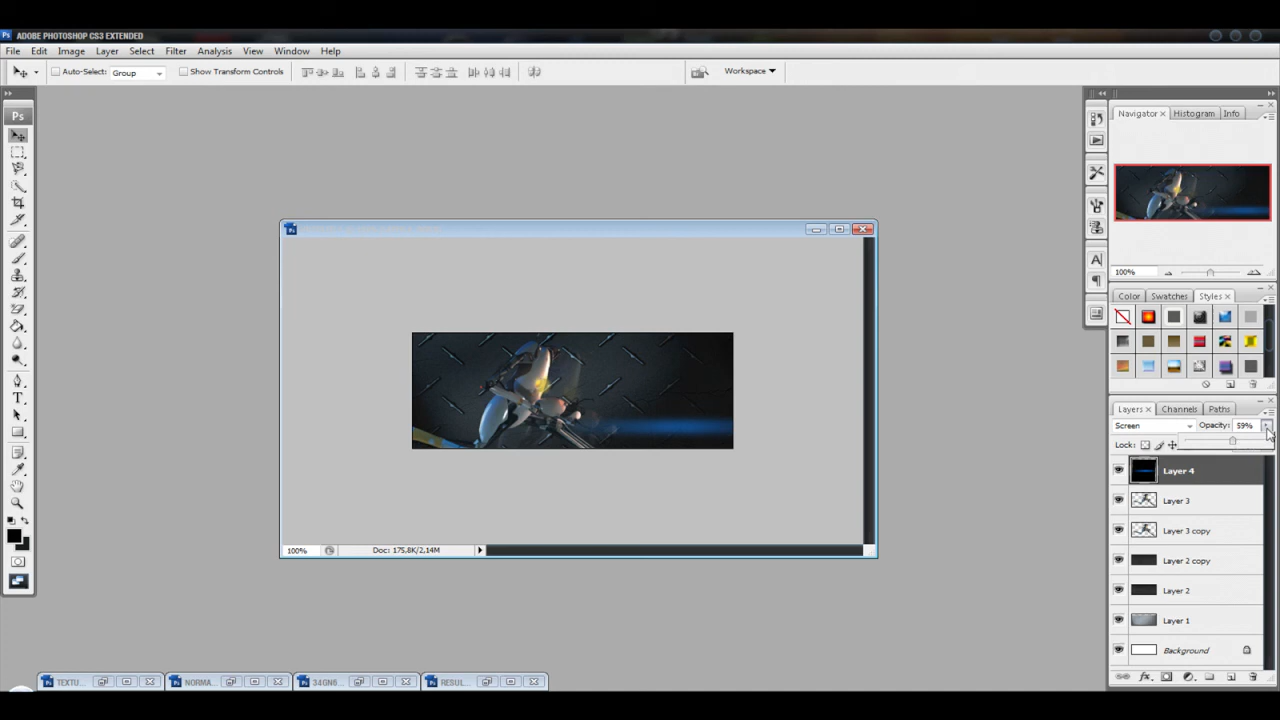 ADOBE PHOTOSHOP CS3 EXTENDED
File Edit Image Layer Select Filter Analysis View Window Help
Auto-Select: Group Show Transform Controls Workspace
Ps
Navigator Histogram Info
100%
Color Swatches Styles
Layers Channels Paths
Screen Opacity: 59%
Lock:
Layer 4
Layer 3
Layer 3 copy
Layer 2 copy
Layer 2
Layer 1
Background
100% Doc: 175,8K/2,14M
TEXTU... NORMA... 34GN6... RESUL...